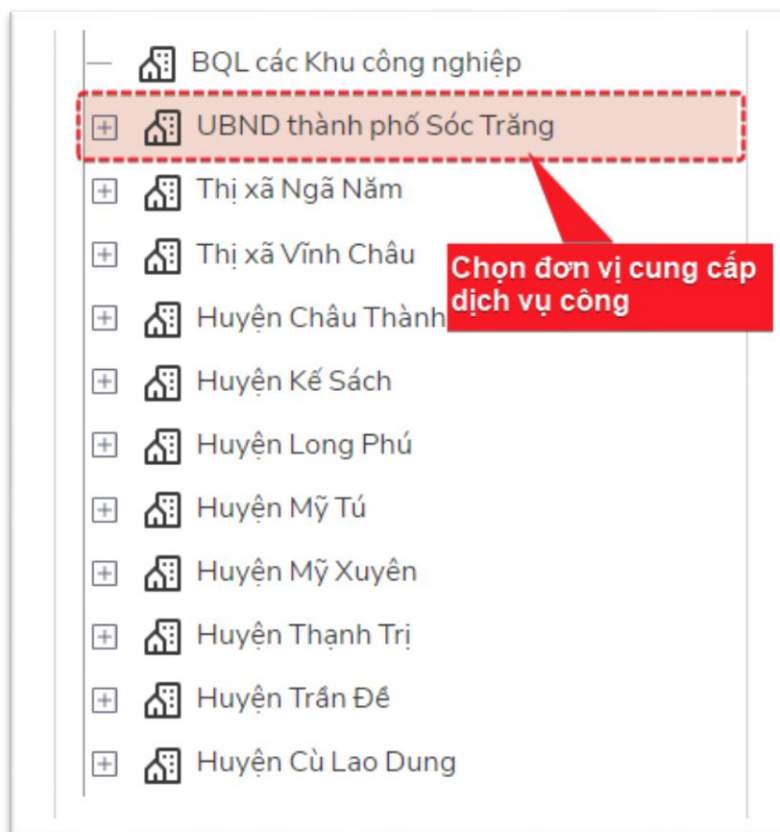 BQL các Khu công nghiệp
UBND thành phố Sóc Trăng
Thị xã Ngã Năm
Thị xã Vĩnh Châu
Chọn đơn vị cung cấp
dịch vụ công
Huyện Châu Thành
Huyện Kế Sách
Huyện Long Phú
Huyện Mỹ Tú
Huyện Mỹ Xuyên
Huyện Thạnh Trị
Huyện Trần Đề
Huyện Cù Lao Dung